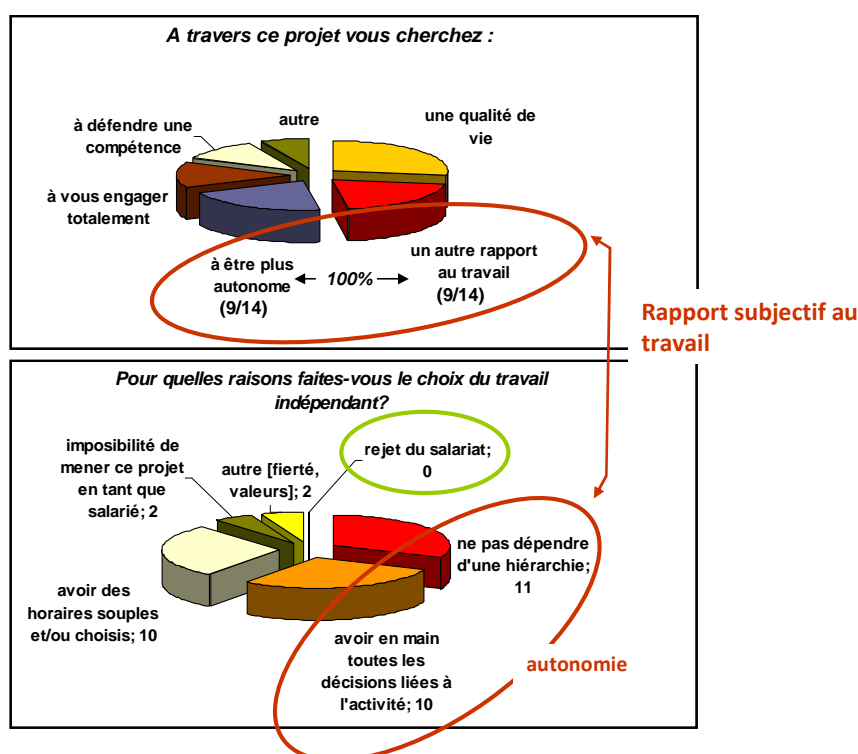 A travers ce projet vous cherchez :
autre
une qualité de
vie
à défendre une
compétence
à vous engager
totalement
à être plus
autonome
(9/14)
100%
un autre rapport
au travail
(9/14)
Rapport subjectif au
travail
Pour quelles raisons faites-vous le choix du travail
indépendant?
imposibilité de
mener ce projet
en tant que
salarié; 2
autre [fierté,
valeurs]; 2
rejet du salariat;
0
ne pas dépendre
d'une hiérarchie;
11
avoir des
horaires souples
et/ou choisis; 10
avoir en main
toutes les
décisions liées à
l'activité; 10
autonomie